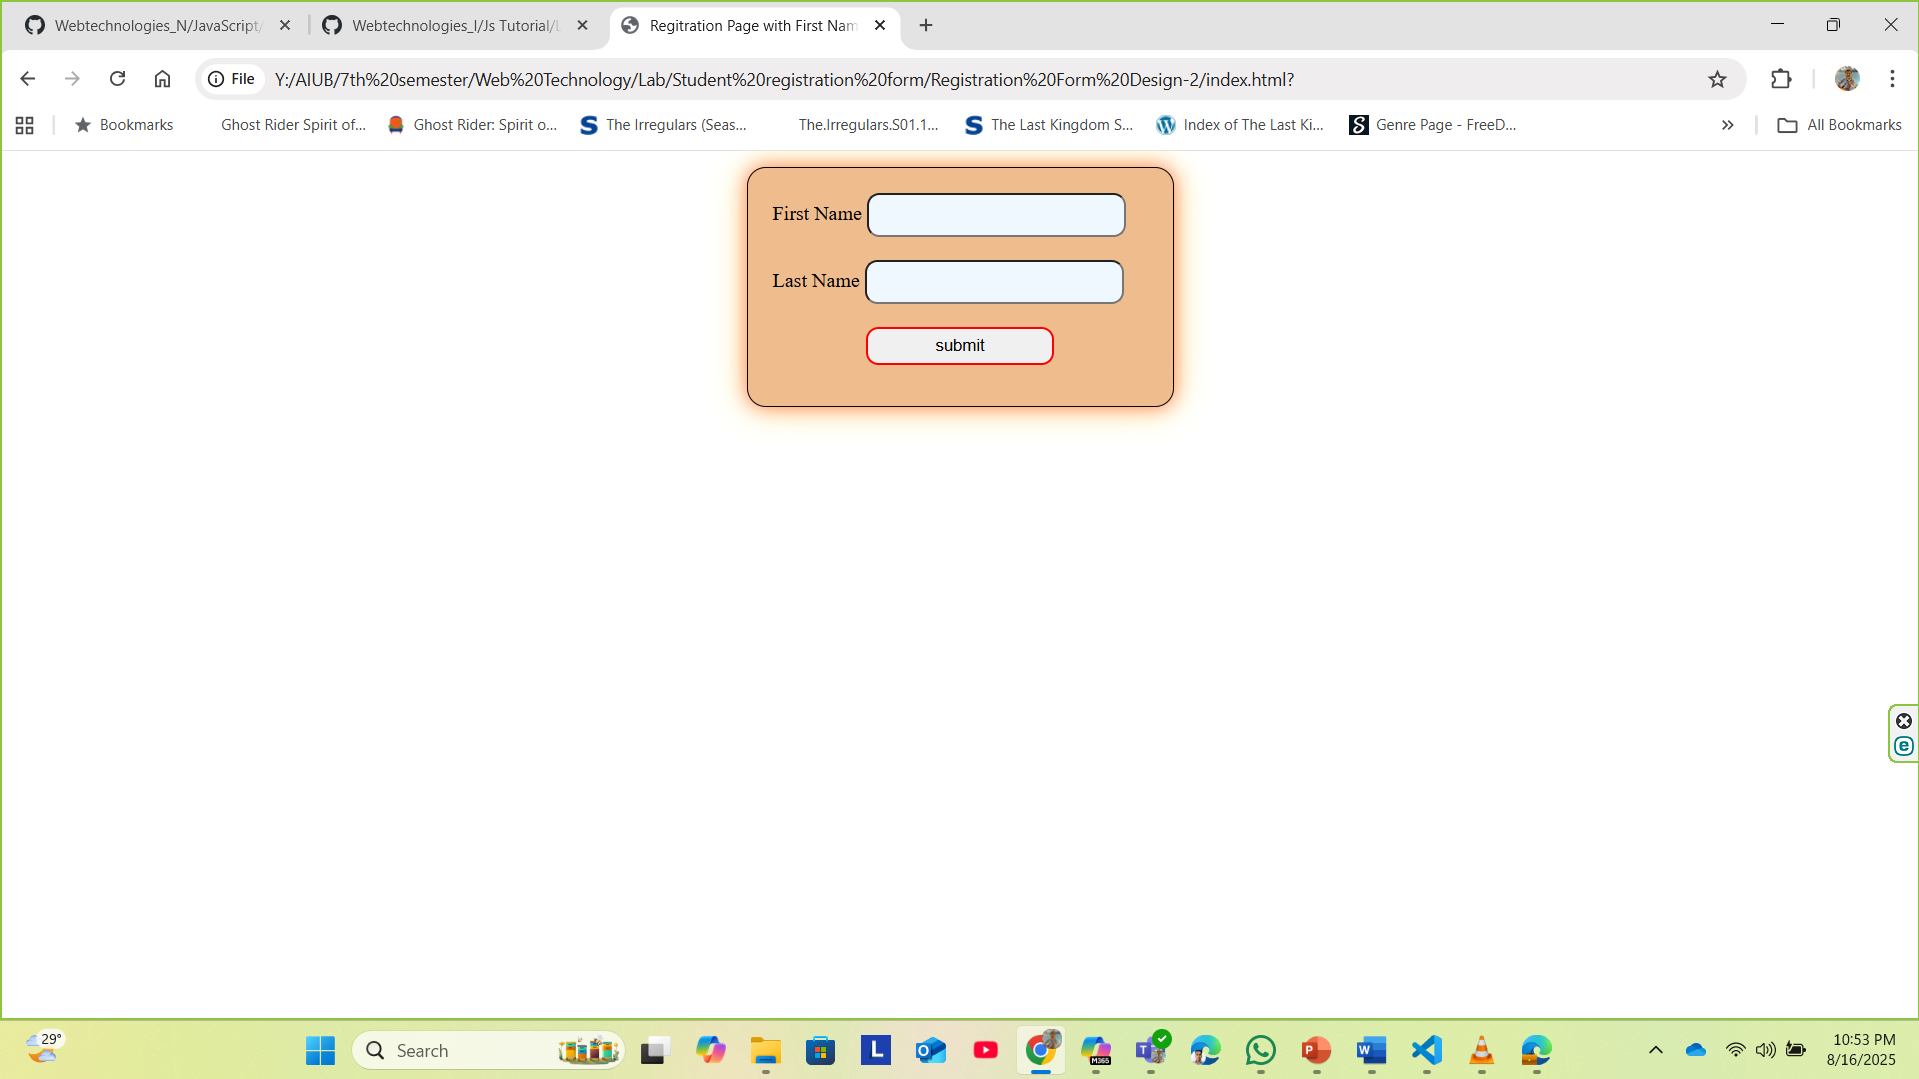 Webtechnologies_N/JavaScript/
Webtechnologies_I/Js Tutorial/L
Regitration Page with First Nam
File
Y:/AIUB/7th%20semester/Web%20Technology/Lab/Student%20registration%20form/Registration%20Form%20Design-2/index.html?
Bookmarks
Ghost Rider Spirit of...
Ghost Rider: Spirit o...
The Irregulars (Seas...
The.Irregulars.S01.1...
The Last Kingdom S...
Index of The Last Ki...
Genre Page - FreeD...
All Bookmarks
First Name
Last Name
submit
29°
Search
M365
10:53 PM
8/16/2025